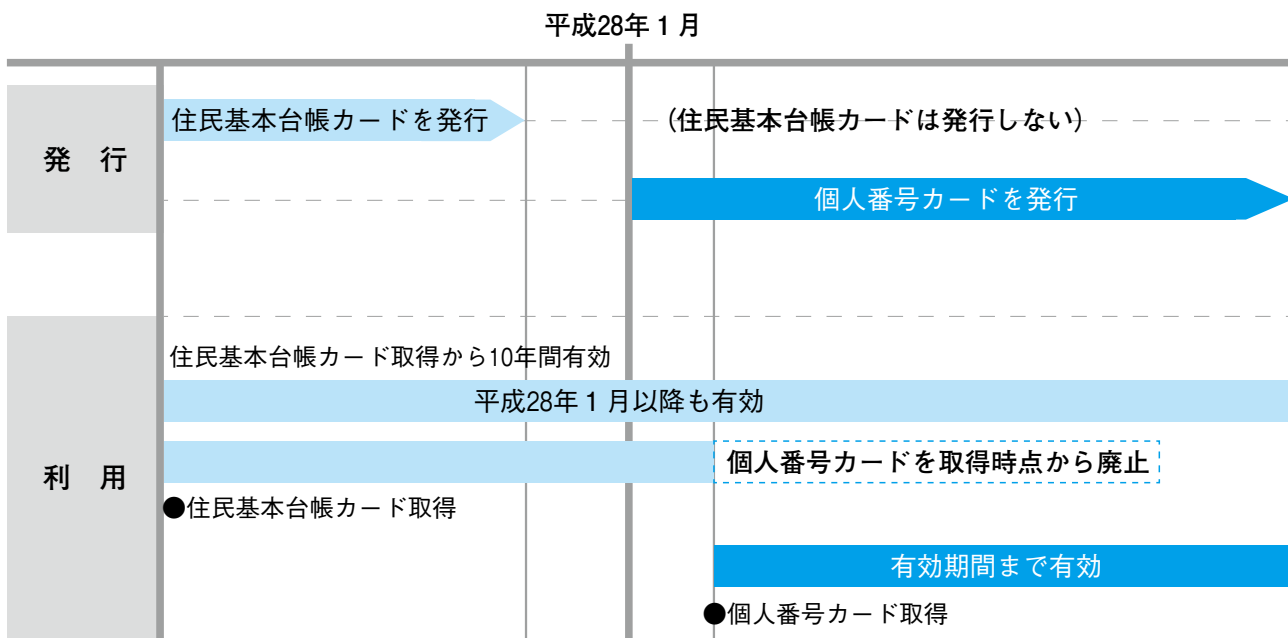 平成28年１月
発　行
住民基本台帳カードを発行
（住民基本台帳カードは発行しない）
個人番号カードを発行
利　用
住民基本台帳カード取得から10年間有効
平成28年１月以降も有効
個人番号カードを取得時点から廃止
●住民基本台帳カード取得
有効期間まで有効
●個人番号カード取得